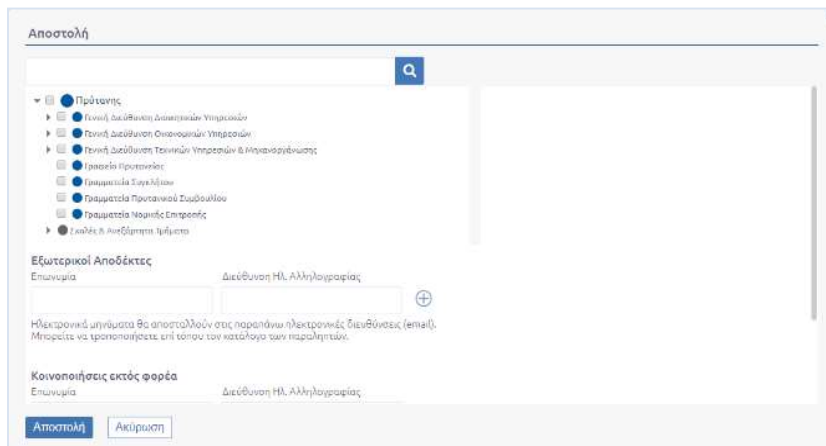 Αποστολή
Πρύτανης
Γενική Διεύθυνση Διοικητικών Υπηρεσιών
Γενική Διεύθυνση Οικονομικών Υπηρεσιών
Γενική Διεύθυνση Τεχνικών Υπηρεσιών & Μηχανοργάνωσης
Γραφείο Πρυτανείας
Γραμματεία Συγκλήτου
Γραμματεία Πρυτανικού Συμβουλίου
Γραμματεία Νομικής Επιτροπής
Σχολές & Ανεξάρτητα Τμήματα
Εξωτερικοί Αποδέκτες
Επωνυμία Διεύθυνση Ηλ. Αλληλογραφίας
Ηλεκτρονικά μηνύματα θα αποσταλλούν στις παραπάνω ηλεκτρονικές διευθύνσεις (email).
Μπορείτε να τροποποιήσετε επί τόπου τον κατάλογο των παραληπτών.
Κοινοποιήσεις εκτός φορέα
Επωνυμία Διεύθυνση Ηλ. Αλληλογραφίας
Αποστολή Ακύρωση